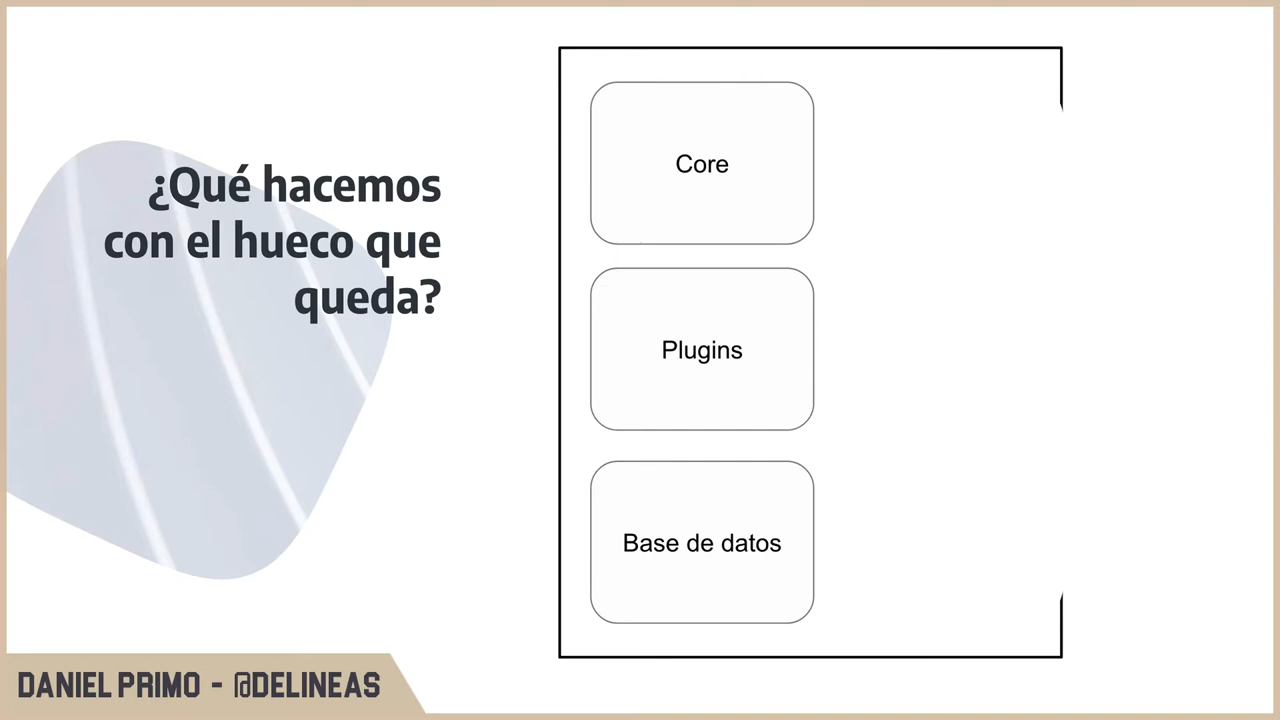 ¿Qué hacemos
con el hueco que
queda?
Core
Plugins
Base de datos
DANIEL PRIMO - @DELINEAS